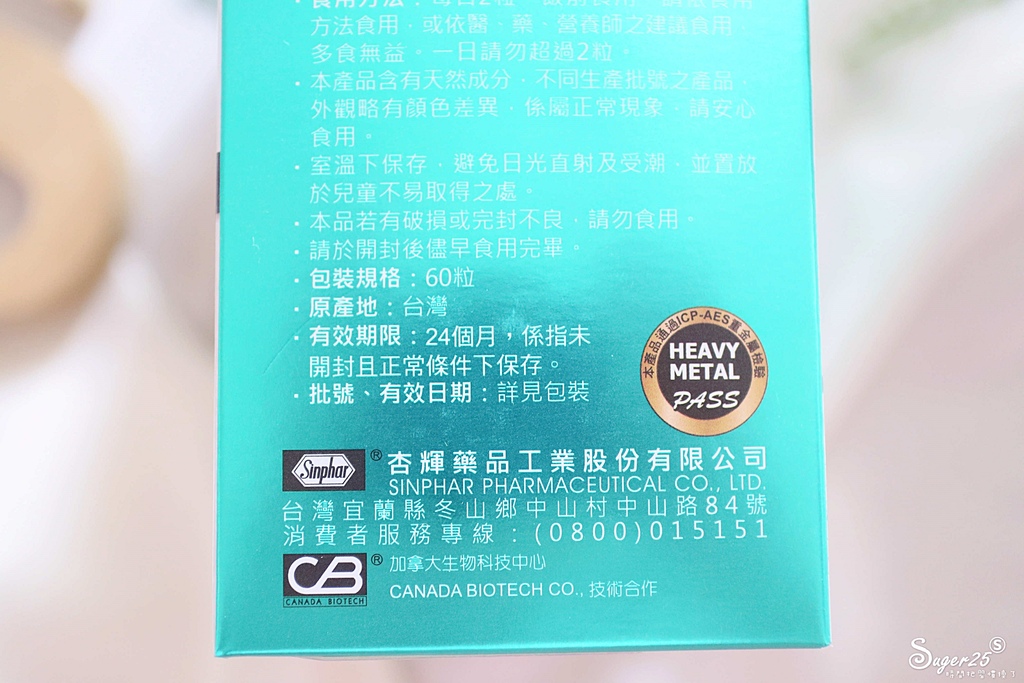 ・食用方法：每日2粒，
方法食用，或依醫、藥、營養師之建議食用，
多食無益。一日請勿超過2粒。
・本產品含有天然成分，不同生產批號之產品，
外觀略有顏色差異，係屬正常現象，請安心
食用。
・室溫下保存，避免日光直射及受潮，並置放
於兒童不易取得之處。
・本品若有破損或完封不良，請勿食用。
・請於開封後儘早食用完畢。
・包裝規格：60粒
・原產地：台灣
・有效期限：24個月，係指未
開封且正常條件下保存。
・批號、有效日期：詳見包裝
本產品通過ICP-AES重金屬檢驗
HEAVY
METAL
PASS
Sinphar® 杏輝藥品工業股份有限公司
SINPHAR PHARMACEUTICAL CO., LTD.
台灣宜蘭縣冬山鄉中山村中山路84號
消費者服務專線：(0800)015151
CB® 加拿大生物科技中心
CANADA BIOTECH
CANADA BIOTECH CO., 技術合作
Suger25 S